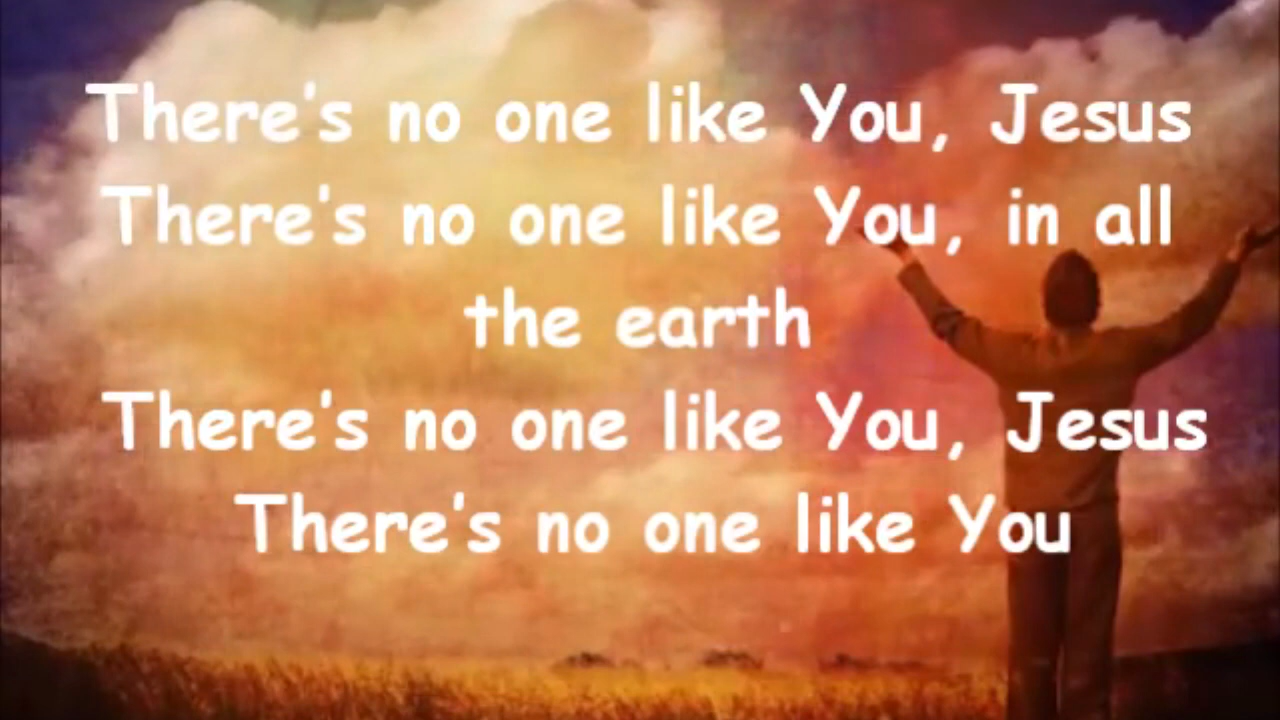 There's no one like You, Jesus
There's no one like You, in all
the earth
There's no one like You, Jesus
There's no one like You